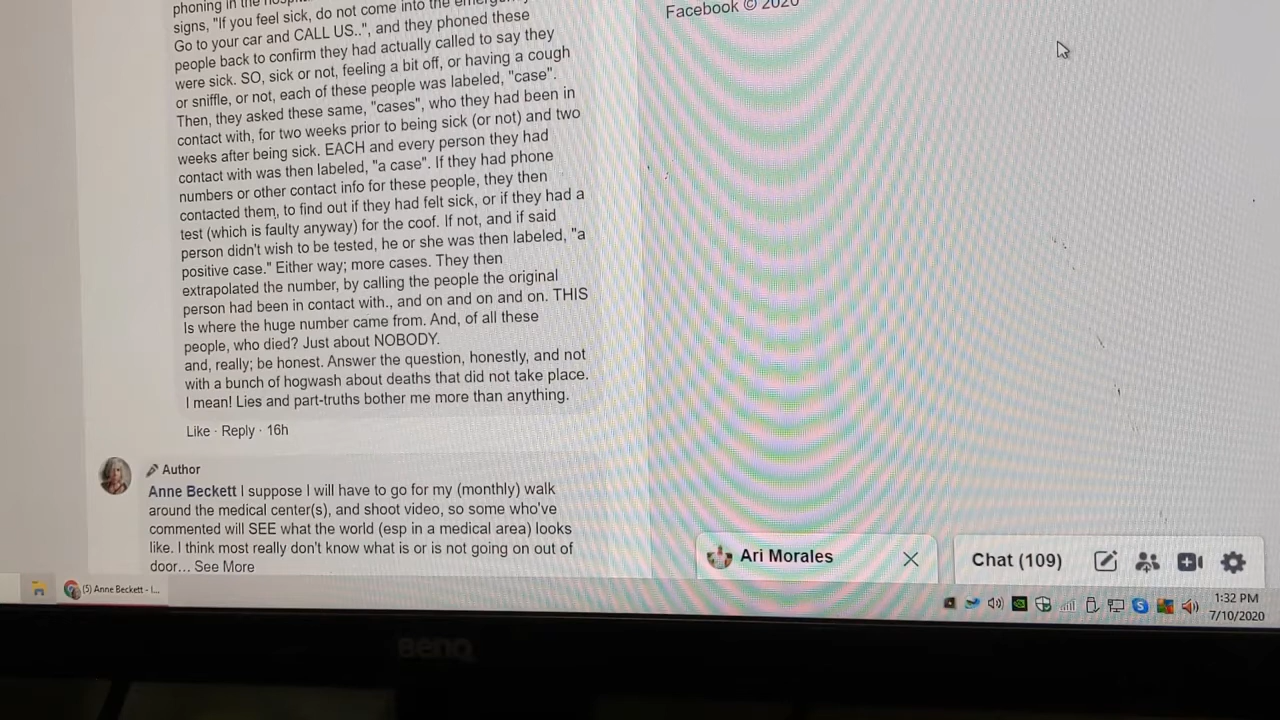 phoning in the
Facebook © 2020
signs, "If you feel sick, do not come into the
Go to your car and CALL US..", and they phoned these
people back to confirm they had actually called to say they
were sick. SO, sick or not, feeling a bit off, or having a cough
or sniffle, or not, each of these people was labeled, "case".
Then, they asked these same, "cases", who they had been in
contact with, for two weeks prior to being sick (or not) and two
weeks after being sick. EACH and every person they had
contact with was then labeled, "a case". If they had phone
numbers or other contact info for these people, they then
contacted them, to find out if they had felt sick, or if they had a
test (which is faulty anyway) for the coof. If not, and if said
person didn't wish to be tested, he or she was then labeled, "a
positive case." Either way; more cases. They then
extrapolated the number, by calling the people the original
person had been in contact with., and on and on and on. THIS
Is where the huge number came from. And, of all these
people, who died? Just about NOBODY.
and, really; be honest. Answer the question, honestly, and not
with a bunch of hogwash about deaths that did not take place.
I mean! Lies and part-truths bother me more than anything.
Like · Reply · 16h
Author
Anne Beckett I suppose I will have to go for my (monthly) walk
around the medical center(s), and shoot video, so some who've
commented will SEE what the world (esp in a medical area) looks
like. I think most really don't know what is or is not going on out of
door... See More
Ari Morales
Chat (109)
(5) Anne Beckett - I...
1:32 PM
7/10/2020
BenQ